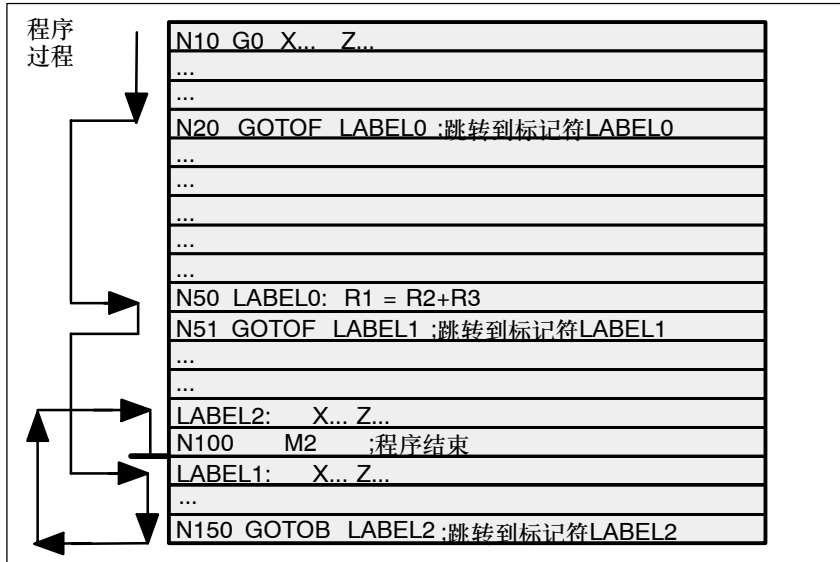 程序
过程
N10 G0 X... Z...
...
...
N20 GOTOF LABEL0 ;跳转到标记符LABEL0
...
...
...
...
...
N50 LABEL0: R1 = R2+R3
N51 GOTOF LABEL1 ;跳转到标记符LABEL1
...
...
LABEL2: X... Z...
N100 M2 ;程序结束
LABEL1: X... Z...
...
N150 GOTOB LABEL2 ;跳转到标记符LABEL2